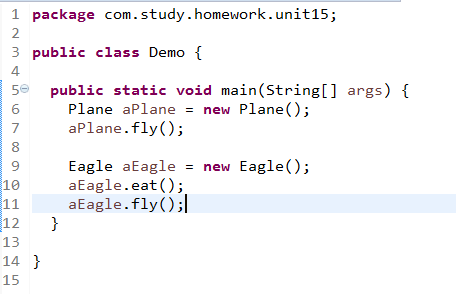 1 package com.study.homework.unit15;
2
3 public class Demo {
4
5 public static void main(String[] args) {
6 Plane aPlane = new Plane();
7 aPlane.fly();
8
9 Eagle aEagle = new Eagle();
10 aEagle.eat();
11 aEagle.fly();
12 }
13
14 }
15